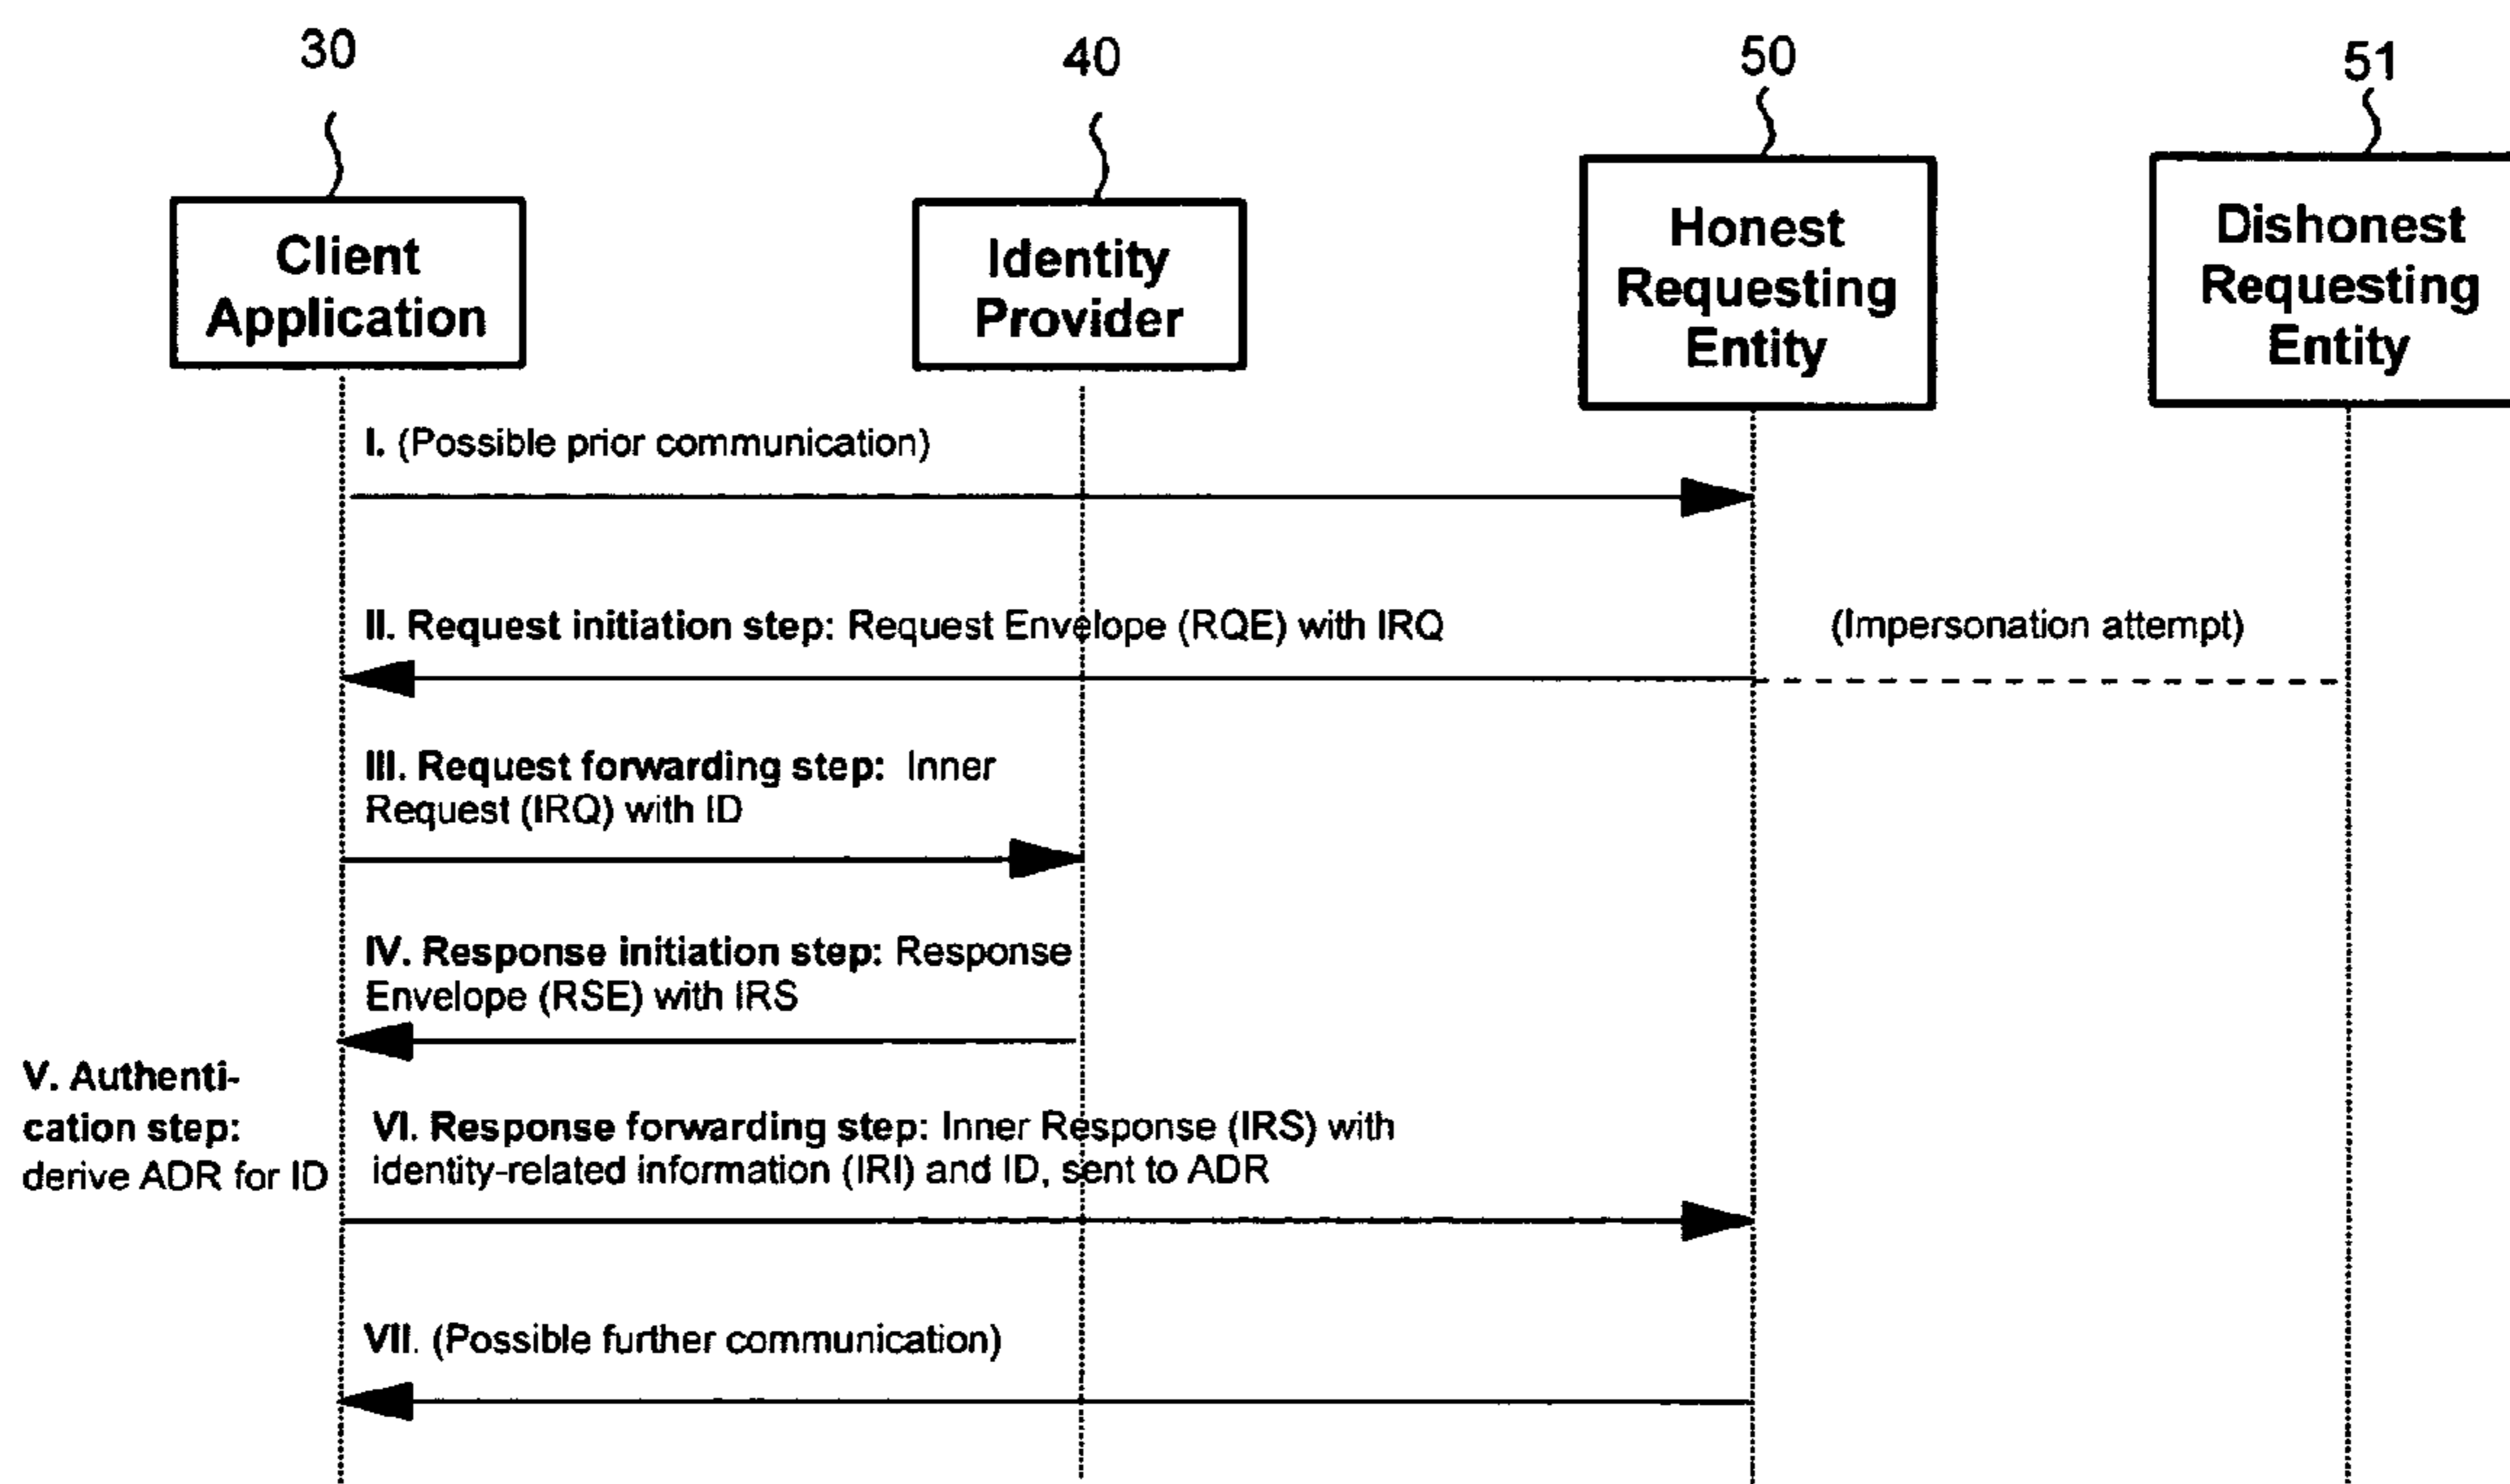 30
40
50
51
Client
Application
Identity
Provider
Honest
Requesting
Entity
Dishonest
Requesting
Entity
I. (Possible prior communication)
II. Request initiation step: Request Envelope (RQE) with IRQ
(Impersonation attempt)
III. Request forwarding step: Inner
Request (IRQ) with ID
IV. Response initiation step: Response
Envelope (RSE) with IRS
V. Authenti-
cation step:
derive ADR for ID
VI. Response forwarding step: Inner Response (IRS) with
identity-related information (IRI) and ID, sent to ADR
VII. (Possible further communication)